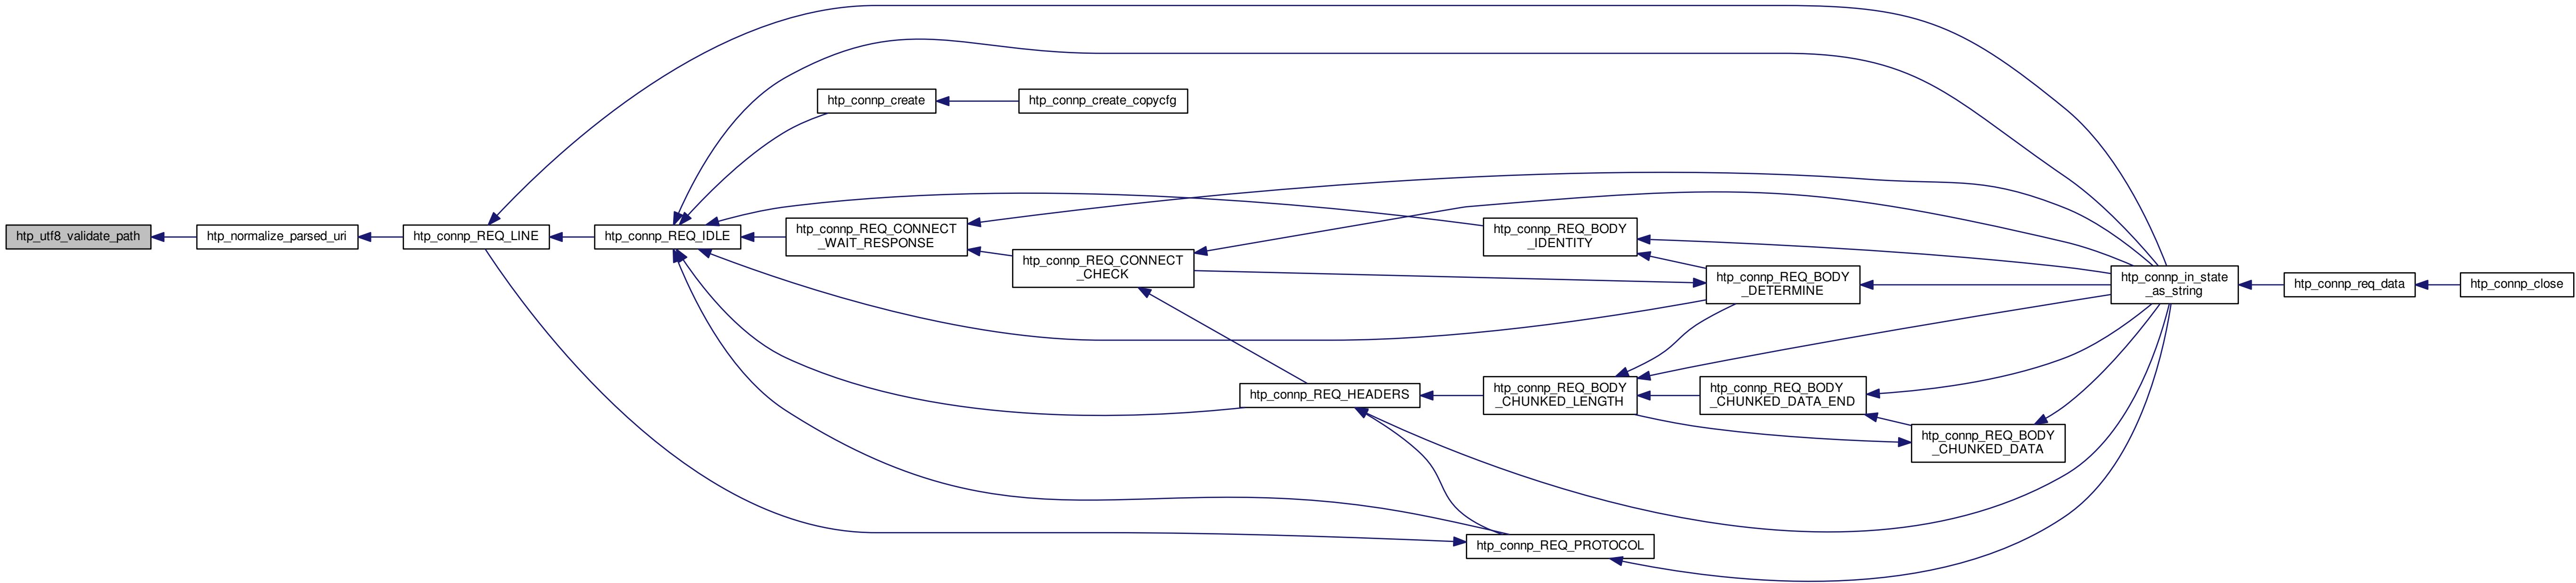 htp_utf8_validate_path
htp_normalize_parsed_uri
htp_connp_REQ_LINE
htp_connp_REQ_IDLE
htp_connp_create
htp_connp_create_copycfg
htp_connp_REQ_CONNECT
_WAIT_RESPONSE
htp_connp_REQ_CONNECT
_CHECK
htp_connp_REQ_HEADERS
htp_connp_REQ_BODY
_IDENTITY
htp_connp_REQ_BODY
_CHUNKED_LENGTH
htp_connp_REQ_PROTOCOL
htp_connp_REQ_BODY
_DETERMINE
htp_connp_REQ_BODY
_CHUNKED_DATA_END
htp_connp_REQ_BODY
_CHUNKED_DATA
htp_connp_in_state
_as_string
htp_connp_req_data
htp_connp_close